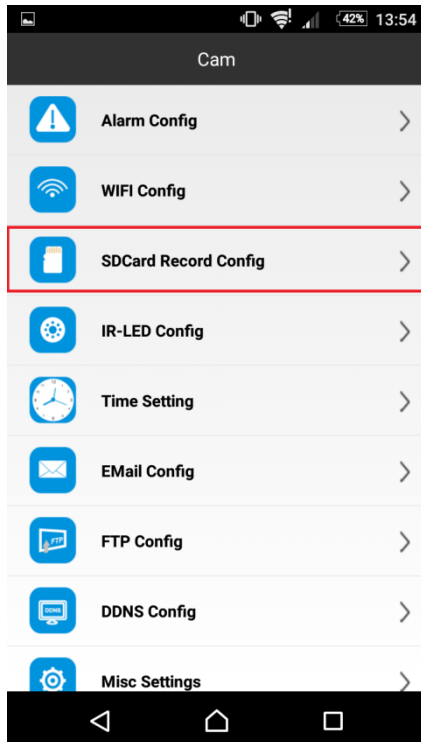 42% 13:54
Cam
Alarm Config
WIFI Config
SDCard Record Config
IR-LED Config
Time Setting
EMail Config
FTP
FTP Config
DDNS
DDNS Config
Misc Settings